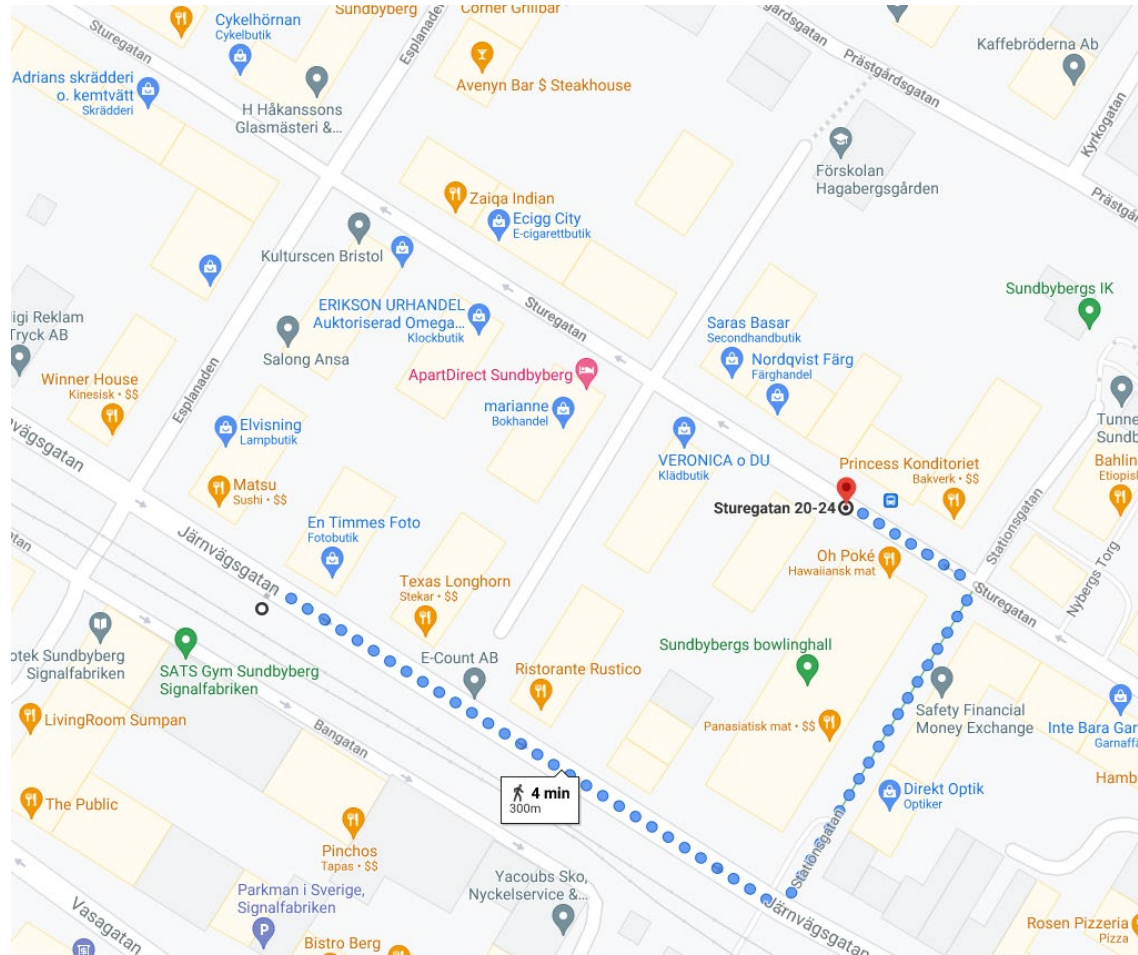 Sturegatan
Cykelhörnan
Cykelbutik
Sundbyberg
Esplanaden
Corner Grillbar
Avenyn Bar $ Steakhouse
Prästgårdsgatan
Kaffebröderna Ab
Kyrkogatan
Adrians skrädderi
o. kemtvätt
Skrädderi
H Håkanssons
Glasmästeri &...
Förskolan
Hagabergsgården
Zaiqa Indian
Ecigg City
E-cigarettbutik
Kulturscen Bristol
ERIKSON URHANDEL
Auktoriserad Omega...
Klockbutik
Sturegatan
Sundbybergs IK
Saras Basar
Secondhandbutik
Nordqvist Färg
Färghandel
igi Reklam
Tryck AB
Salong Ansa
ApartDirect Sundbyberg
Winner House
Kinesisk • $$
Esplanaden
marianne
Bokhandel
Elvisning
Lampbutik
VERONICA o DU
Klädbutik
Princess Konditoriet
Bakverk • $$
Matsu
Sushi • $$
Sturegatan 20-24
Stationsgatan
Järnvägsgatan
En Timmes Foto
Fotobutik
Oh Poké
Hawaiiansk mat
Nybergs Torg
Texas Longhorn
Stekar • $$
Sturegatan
otek Sundbyberg
Signalfabriken
SATS Gym Sundbyberg
Signalfabriken
E-Count AB
Ristorante Rustico
Sundbybergs bowlinghall
Safety Financial
Money Exchange
Inte Bara Gar
Garnaffä
LivingRoom Sumpan
Bangatan
Panasiatisk mat • $$
4 min
300m
Direkt Optik
Optiker
Hamb
The Public
Stationsgatan
Pinchos
Tapas • $$
Yacoubs Sko,
Nyckelservice &...
Parkman i Sverige,
Signalfabriken
P
Järnvägsgatan
Vasagatan
Bistro Berg
Rosen Pizzeria
Pizza